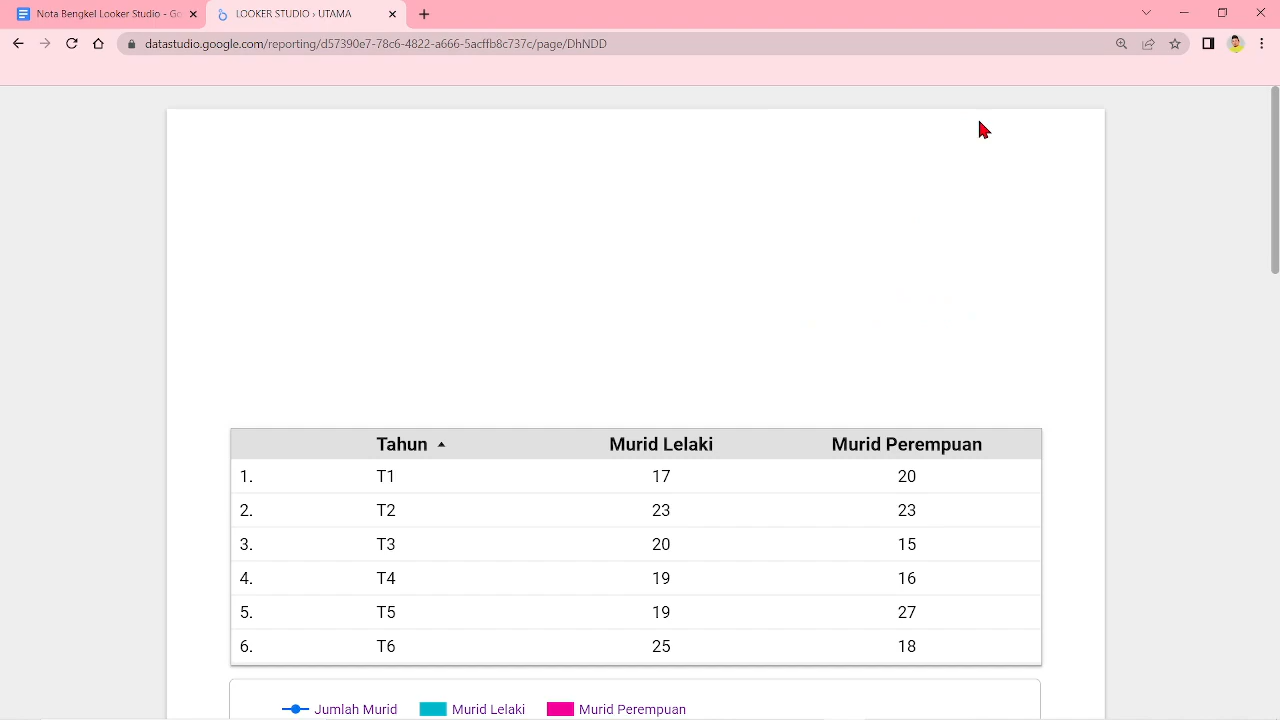 Nota Bengkel Looker Studio - Go
LOOKER STUDIO › UTAMA
datastudio.google.com/reporting/d57390e7-78c6-4822-a666-5acffb8c737c/page/DhNDD
Tahun Murid Lelaki Murid Perempuan
1. T1 17 20
2. T2 23 23
3. T3 20 15
4. T4 19 16
5. T5 19 27
6. T6 25 18
Jumlah Murid Murid Lelaki Murid Perempuan